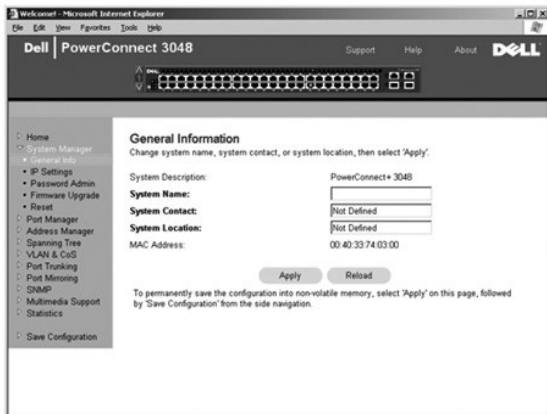 Welcome! - Microsoft Internet Explorer
File Edit View Favorites Tools Help
Dell PowerConnect 3048
Support Help About DELL
Home
System Manager
General Info
IP Settings
Password Admin
Firmware Upgrade
Reset
Port Manager
Address Manager
Spanning Tree
VLAN & CoS
Port Trunking
Port Mirroring
SNMP
Multimedia Support
Statistics
Save Configuration
General Information
Change system name, system contact, or system location, then select 'Apply'.
System Description: PowerConnect+ 3048
System Name:
System Contact: Not Defined
System Location: Not Defined
MAC Address: 00:40:33:74:03:00
Apply Reload
To permanently save the configuration into non-volatile memory, select 'Apply' on this page, followed
by 'Save Configuration' from the side navigation.